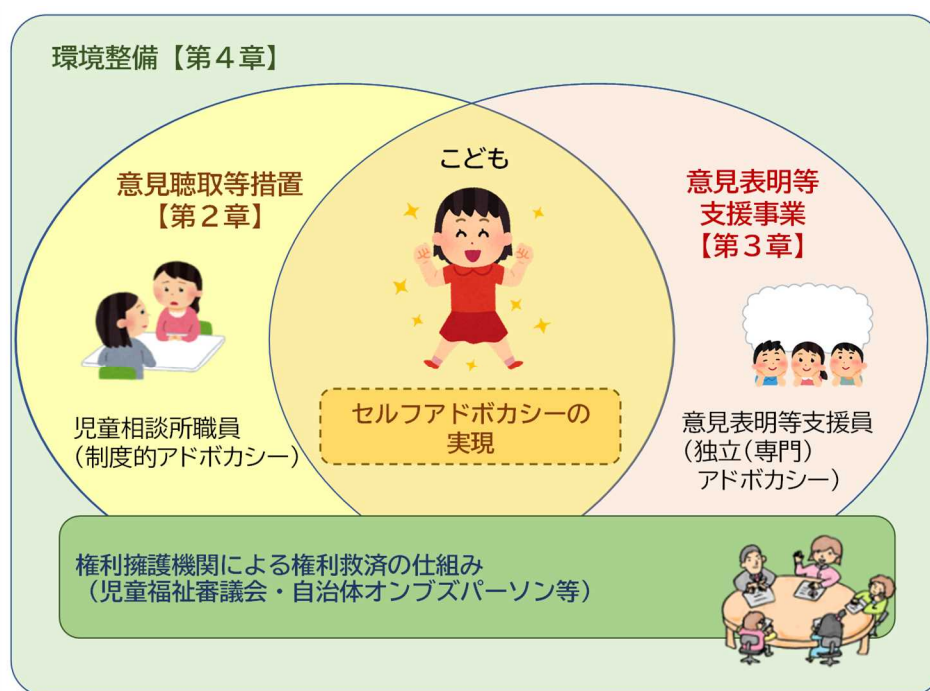 環境整備【第４章】
こども
意見聴取等措置
【第２章】
意見表明等
支援事業
【第３章】
セルフアドボカシーの
実現
児童相談所職員
（制度的アドボカシー）
意見表明等支援員
（独立（専門）
アドボカシー）
権利擁護機関による権利救済の仕組み
（児童福祉審議会・自治体オンブズパーソン等）